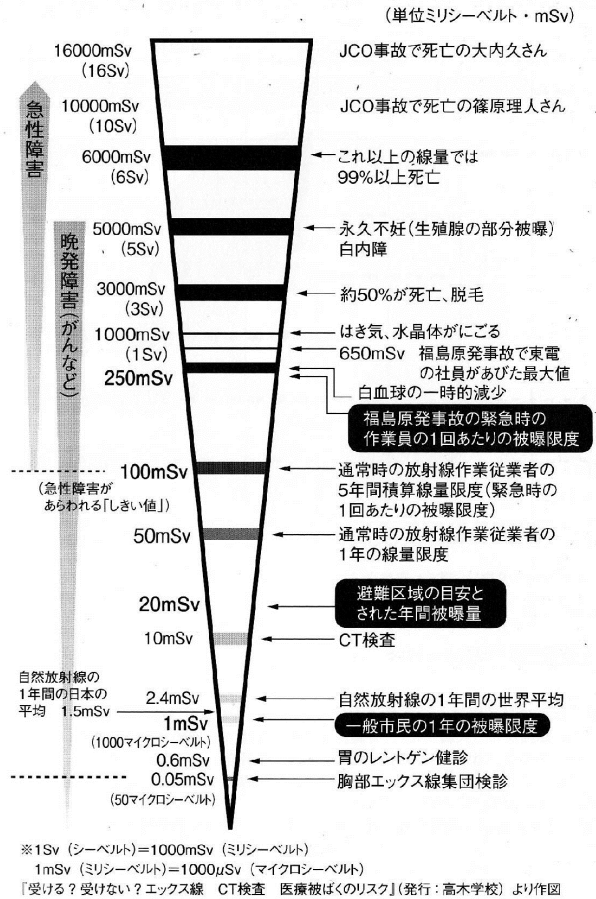 (単位ミリシーベルト・mSv)
16000mSv
(16Sv)
JCO事故で死亡の大内久さん
10000mSv
(10Sv)
JCO事故で死亡の篠原理人さん
急性障害
6000mSv
(6Sv)
これ以上の線量では
99%以上死亡
晩発障害(がんなど)
5000mSv
(5Sv)
永久不妊(生殖腺の部分被曝)
白内障
3000mSv
(3Sv)
約50%が死亡、脱毛
1000mSv
(1Sv)
はき気、水晶体がにごる
650mSv 福島原発事故で東電
の社員があびた最大値
250mSv
白血球の一時的減少
福島原発事故の緊急時の
作業員の1回あたりの被曝限度
100mSv
(急性障害が
あらわれる「しきい値」)
通常時の放射線作業従業者の
5年間積算線量限度(緊急時の
1回あたりの被曝限度)
50mSv
通常時の放射線作業従業者の
1年の線量限度
20mSv
避難区域の目安と
された年間被曝量
10mSv
CT検査
自然放射線の
1年間の日本の
平均 1.5mSv
2.4mSv
自然放射線の1年間の世界平均
1mSv
(1000マイクロシーベルト)
一般市民の1年の被曝限度
0.6mSv
胃のレントゲン健診
0.05mSv
(50マイクロシーベルト)
胸部エックス線集団検診
※1Sv(シーベルト)=1000mSv(ミリシーベルト)
1mSv(ミリシーベルト)=1000μSv(マイクロシーベルト)
『受ける?受けない?エックス線 CT検査 医療被ばくのリスク』(発行:高木学校)より作図